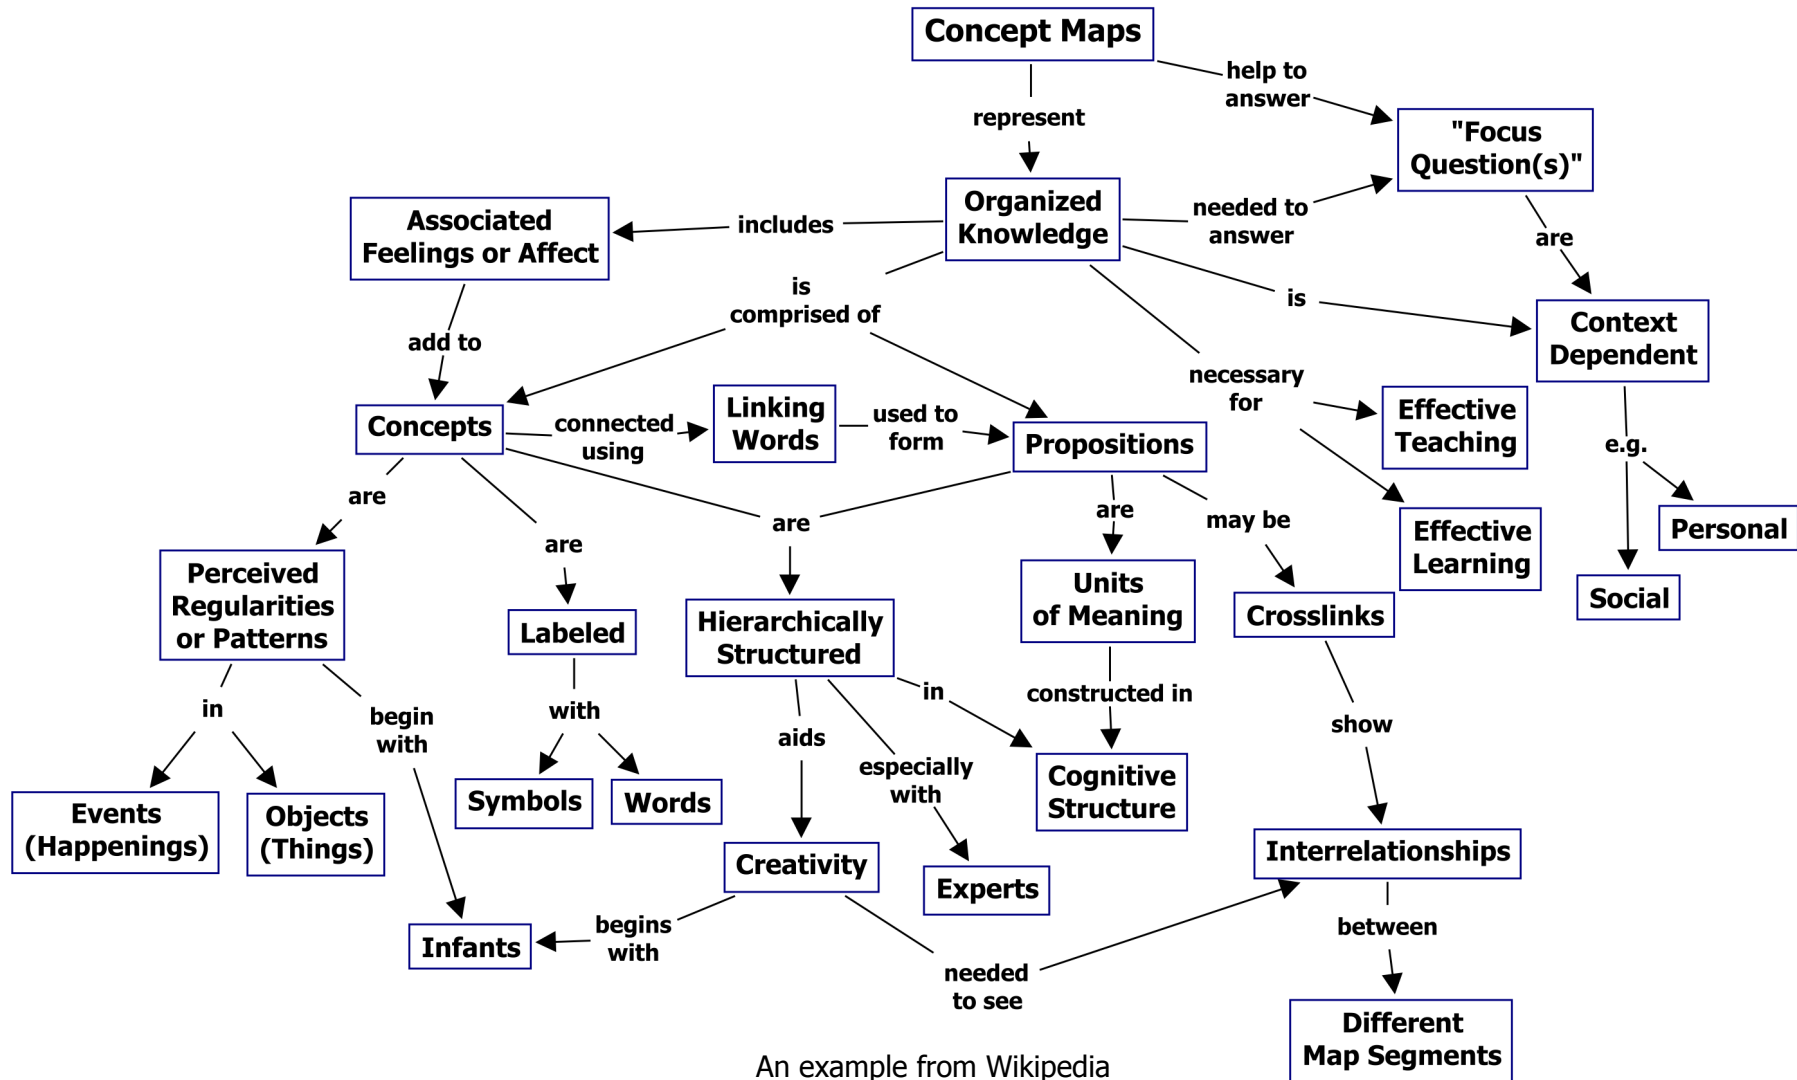 Concept Maps
help to
answer
represent
"Focus
Question(s)"
Organized
Knowledge
needed to
answer
includes
Associated
Feelings or Affect
are
is
comprised of
is
add to
Context
Dependent
necessary
for
Effective
Teaching
Concepts
connected
using
Linking
Words
used to
form
Propositions
e.g.
are
are
are
are
may be
Effective
Learning
Personal
Social
Perceived
Regularities
or Patterns
Labeled
Hierarchically
Structured
Units
of Meaning
Crosslinks
in
begin
with
with
aids
especially
with
in
constructed in
show
Events
(Happenings)
Objects
(Things)
Symbols
Words
Cognitive
Structure
Creativity
Experts
Interrelationships
Infants
begins
with
needed
to see
between
Different
Map Segments
An example from Wikipedia